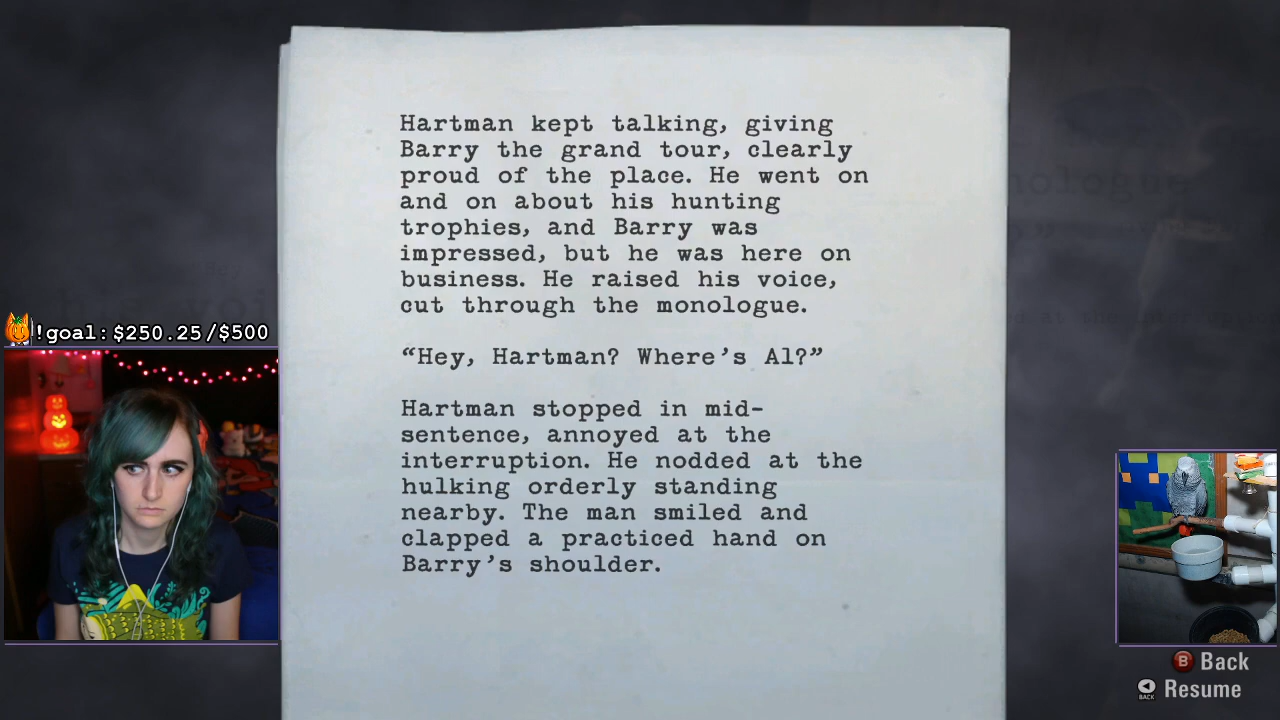 Hartman kept talking, giving
Barry the grand tour, clearly
proud of the place. He went on
and on about his hunting
trophies, and Barry was
impressed, but he was here on
business. He raised his voice,
cut through the monologue.
“Hey, Hartman? Where’s Al?”
Hartman stopped in mid-
sentence, annoyed at the
interruption. He nodded at the
hulking orderly standing
nearby. The man smiled and
clapped a practiced hand on
Barry’s shoulder.
!goal: $250.25/$500
B Back
BACK Resume